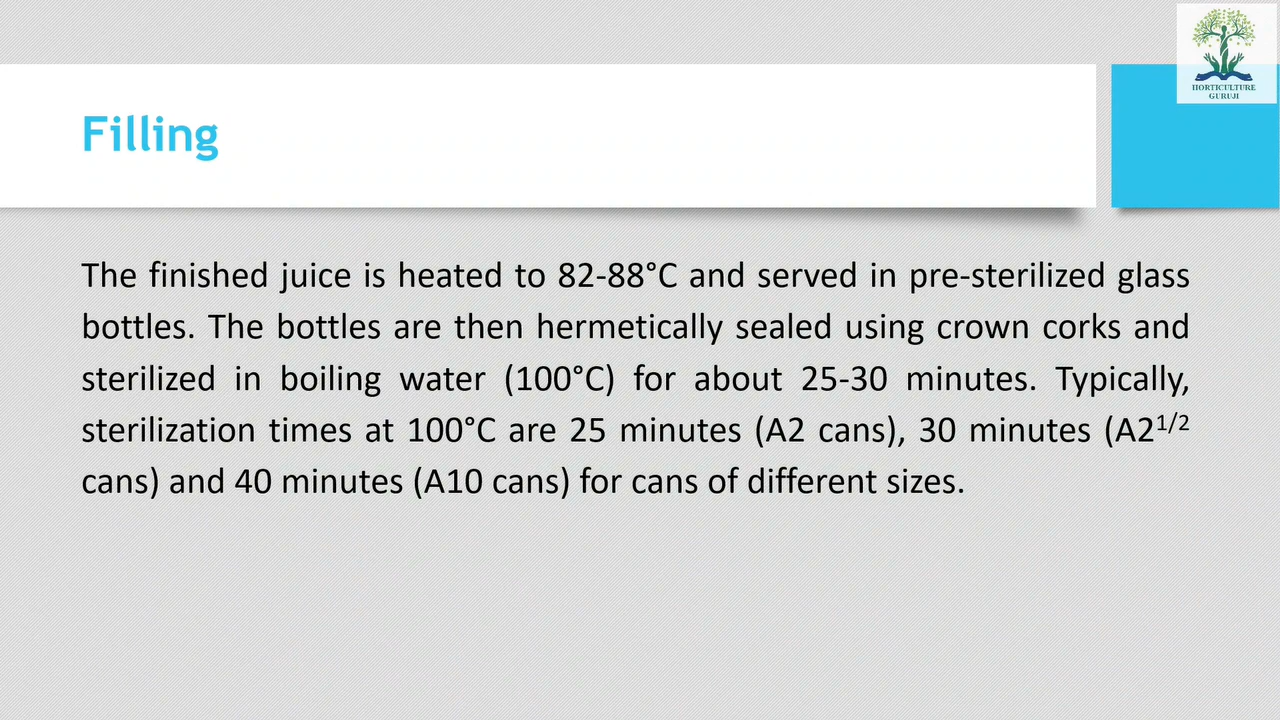 HORTICULTURE
GURUJI
Filling
The finished juice is heated to 82-88°C and served in pre-sterilized glass
bottles. The bottles are then hermetically sealed using crown corks and
sterilized in boiling water (100°C) for about 25-30 minutes. Typically,
sterilization times at 100°C are 25 minutes (A2 cans), 30 minutes (A2¹/²
cans) and 40 minutes (A10 cans) for cans of different sizes.